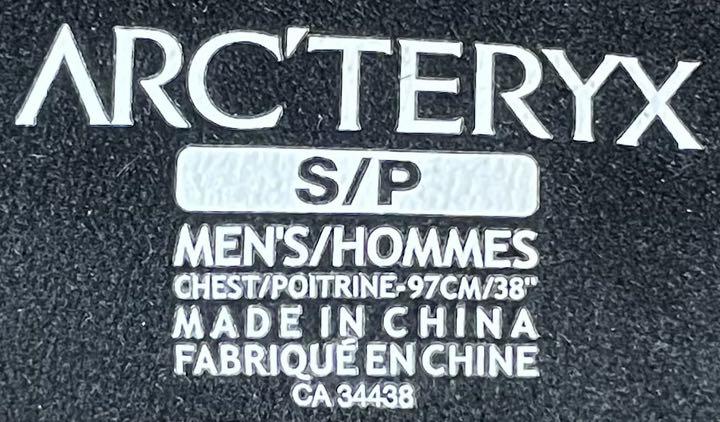 ARC'TERYX
S/P
MEN'S/HOMMES
CHEST/POITRINE-97CM/38"
MADE IN CHINA
FABRIQUÉ EN CHINE
CA 34438